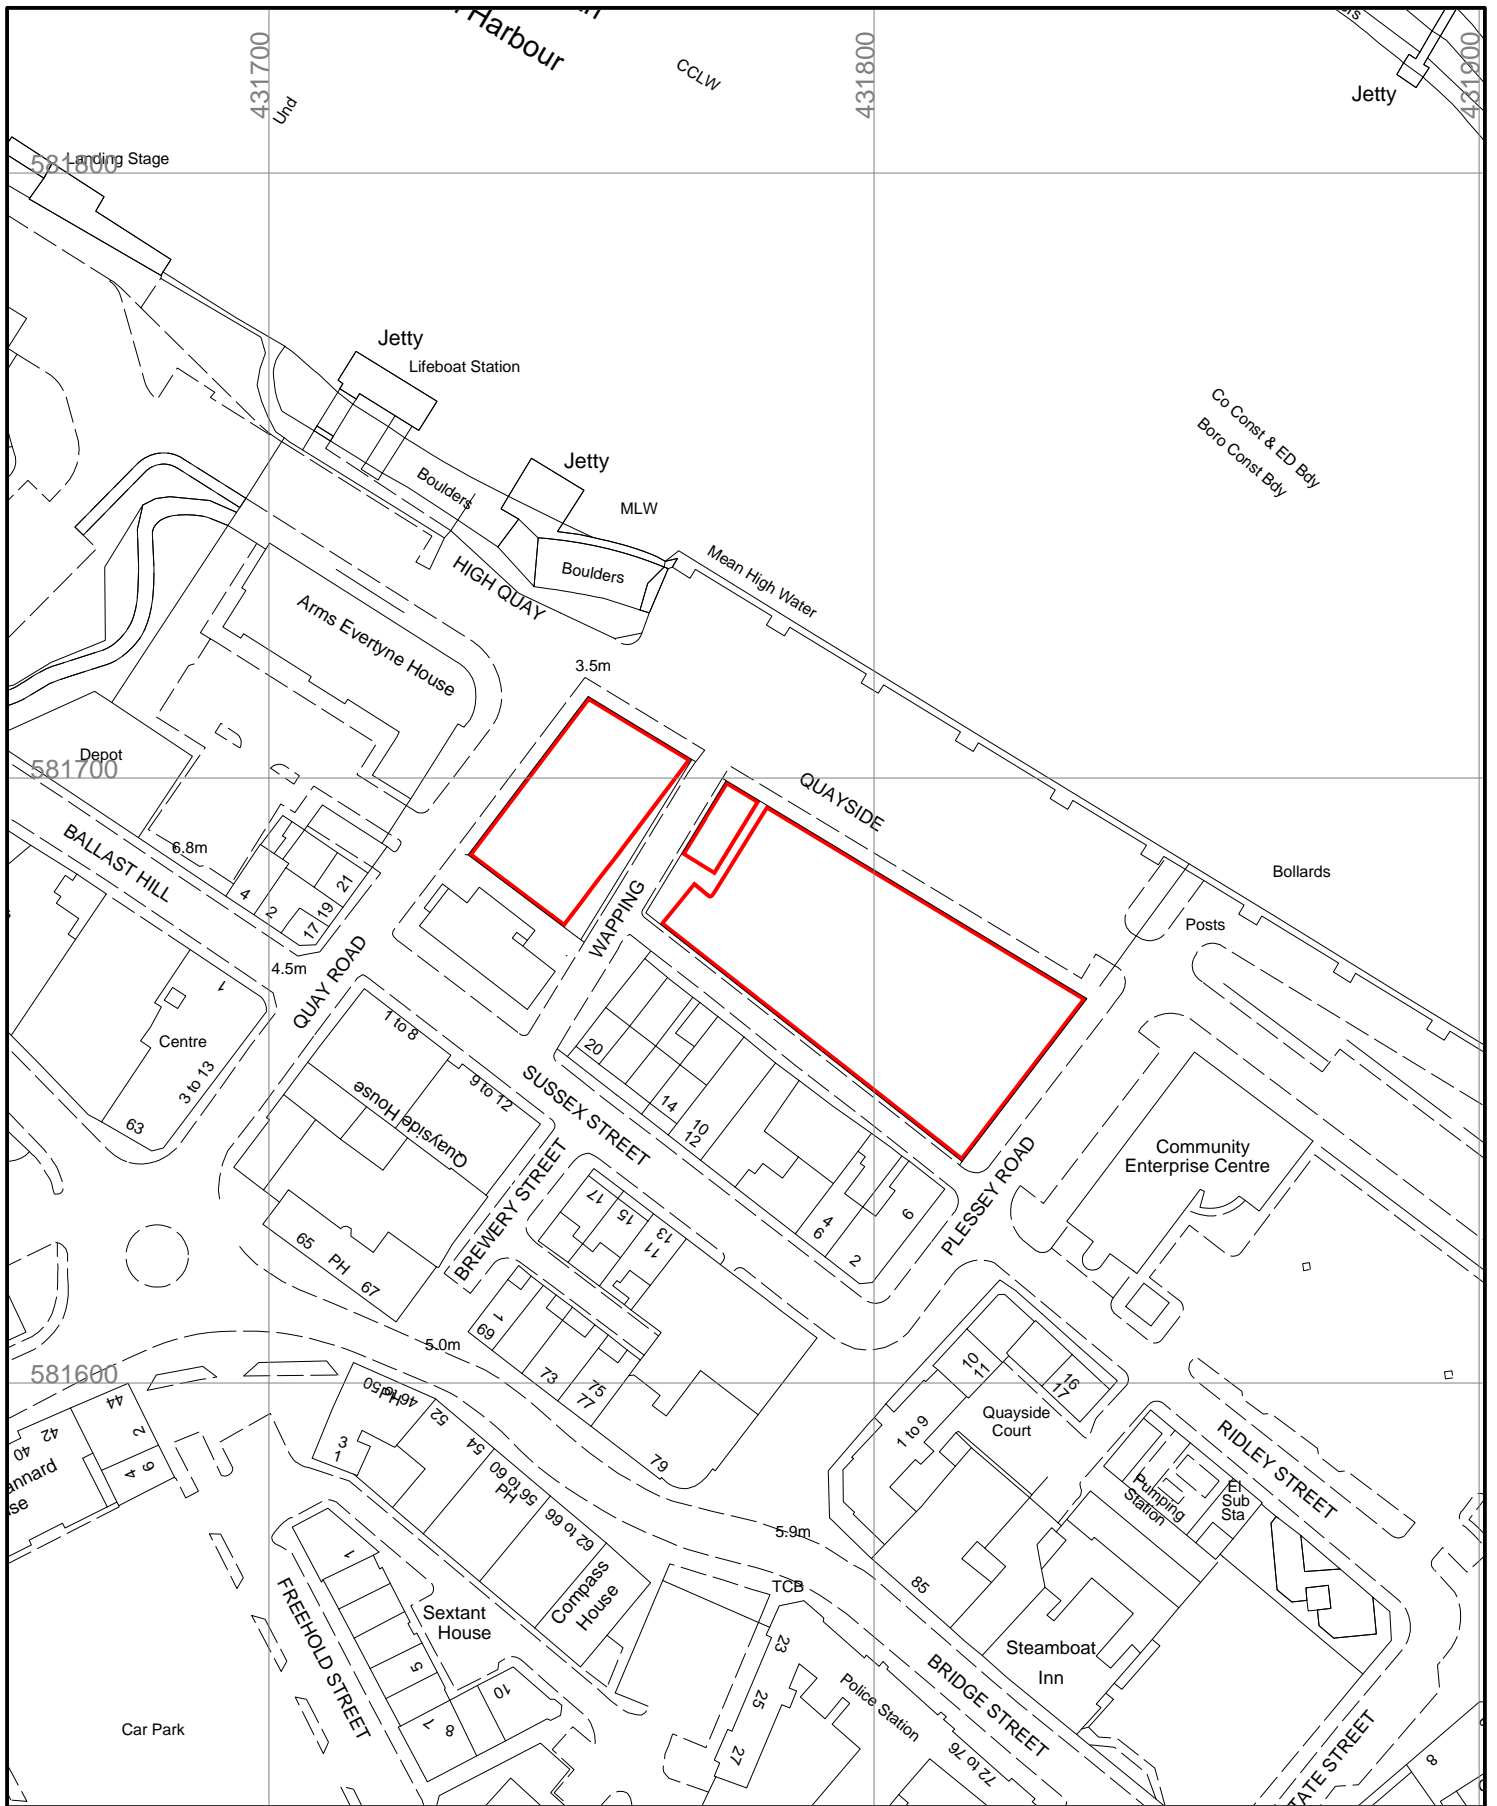 Harbour
CCLW
431700
431800
431900
Und
Jetty
Landing Stage
581800
Jetty
Lifeboat Station
Co Const & ED Bdy
Boro Const Bdy
Jetty
Boulders
MLW
Mean High Water
Boulders
HIGH QUAY
Arms Evertyne House
3.5m
Depot
581700
QUAYSIDE
BALLAST HILL
6.8m
4
2
21
19
17
Bollards
WAPPING
Posts
4.5m
QUAY ROAD
1
1 to 8
Centre
3 to 13
63
20
9 to 12
Quayside House
SUSSEX STREET
14
10
12
Community
Enterprise Centre
BREWERY STREET
PLESSEY ROAD
17
15
13
11
6
4
9
2
65
PH
67
1
69
5.0m
73
75
77
581600
46 to 50
PH
52
54
56 to 60
PH
62 to 66
3
1
44
42
40
2
4
6
annard
se
79
10
11
16
17
1 to 9
Quayside
Court
RIDLEY STREET
Pumping
Station
El
Sub
Sta
5.9m
TCB
85
Compass
House
1
FREEHOLD STREET
Sextant
House
5
10
8
7
Steamboat
Inn
23
25
27
Police Station
BRIDGE STREET
72 to 76
Car Park
TATE STREET
8